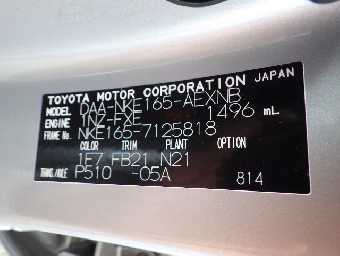 TOYOTA MOTOR CORPORATION JAPAN
MODEL DAA-NKE165-AEXNB
ENGINE 1NZ-FXE 1496 mL
FRAME No. NKE165-7125818
COLOR TRIM PLANT OPTION
1E7 FB21 N21
TRANS./AXLE P510 -05A 814